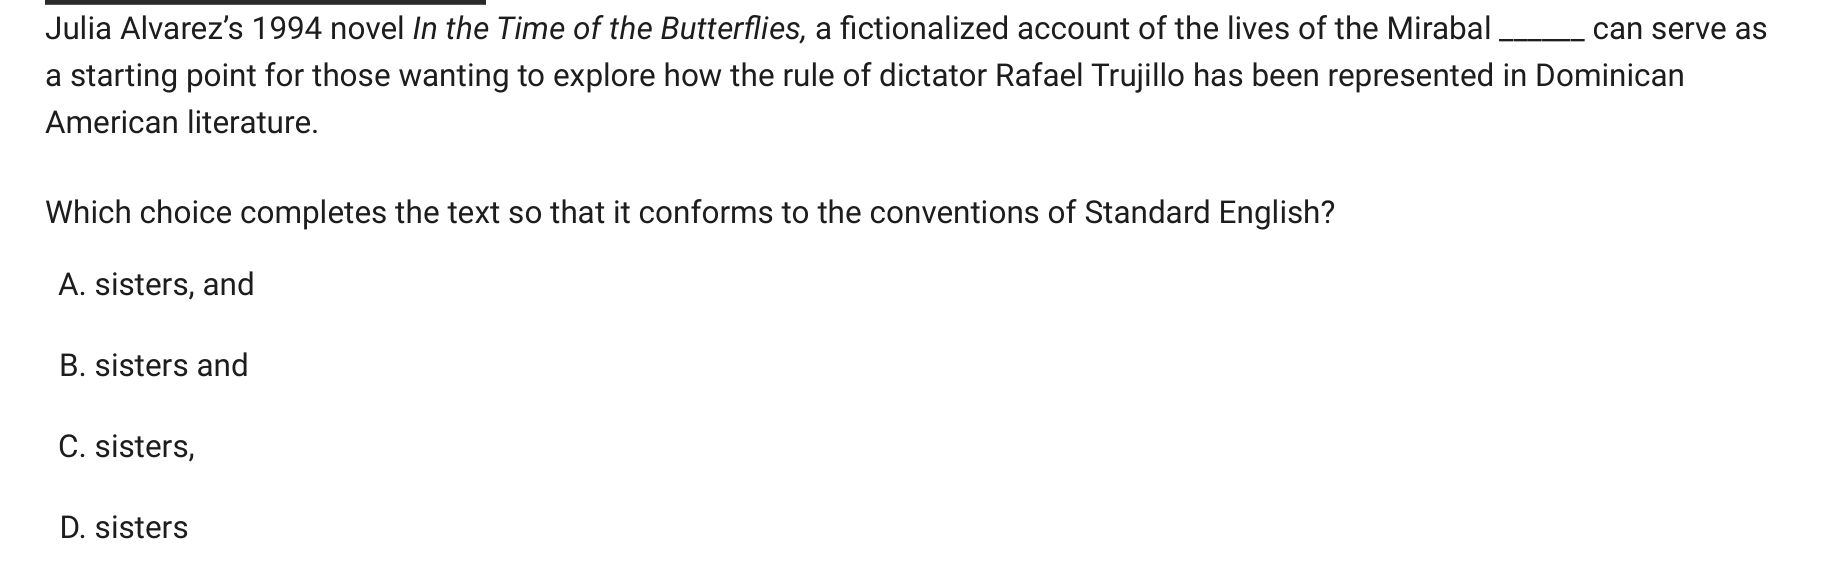 Julia Alvarez’s 1994 novel In the Time of the Butterflies, a fictionalized account of the lives of the Mirabal ______ can serve as
a starting point for those wanting to explore how the rule of dictator Rafael Trujillo has been represented in Dominican
American literature.
Which choice completes the text so that it conforms to the conventions of Standard English?
A. sisters, and
B. sisters and
C. sisters,
D. sisters